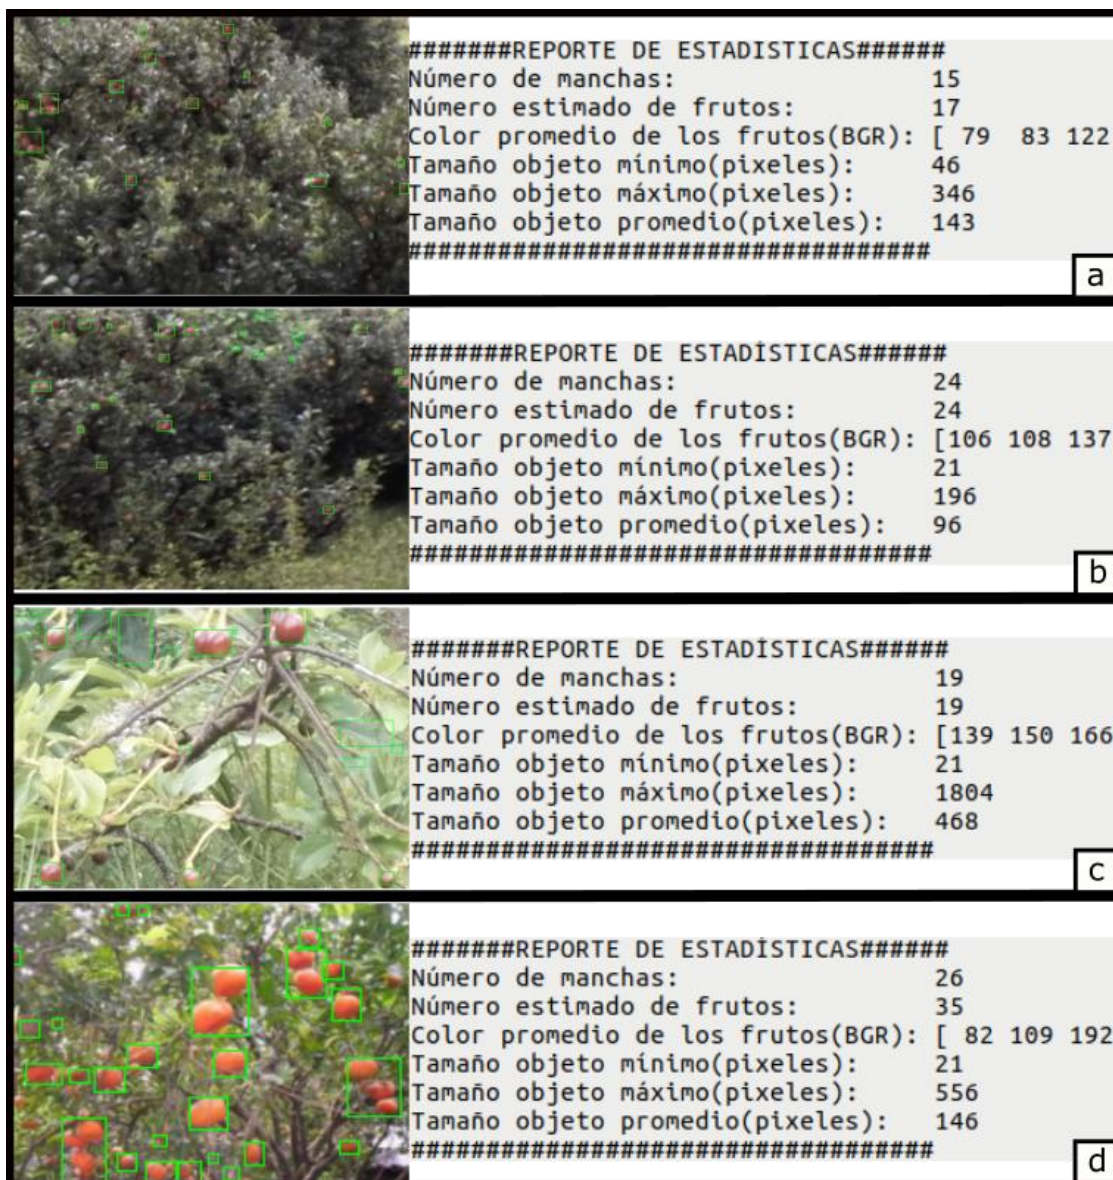 #######REPORTE DE ESTADÍSTICAS######
Número de manchas: 15
Número estimado de frutos: 17
Color promedio de los frutos(BGR): [ 79 83 122
Tamaño objeto mínimo(pixeles): 46
Tamaño objeto máximo(pixeles): 346
Tamaño objeto promedio(pixeles): 143
###################################
a
#######REPORTE DE ESTADÍSTICAS######
Número de manchas: 24
Número estimado de frutos: 24
Color promedio de los frutos(BGR): [106 108 137
Tamaño objeto mínimo(pixeles): 21
Tamaño objeto máximo(pixeles): 196
Tamaño objeto promedio(pixeles): 96
###################################
b
#######REPORTE DE ESTADÍSTICAS######
Número de manchas: 19
Número estimado de frutos: 19
Color promedio de los frutos(BGR): [139 150 166
Tamaño objeto mínimo(pixeles): 21
Tamaño objeto máximo(pixeles): 1804
Tamaño objeto promedio(pixeles): 468
###################################
c
#######REPORTE DE ESTADÍSTICAS######
Número de manchas: 26
Número estimado de frutos: 35
Color promedio de los frutos(BGR): [ 82 109 192
Tamaño objeto mínimo(pixeles): 21
Tamaño objeto máximo(pixeles): 556
Tamaño objeto promedio(pixeles): 146
###################################
d